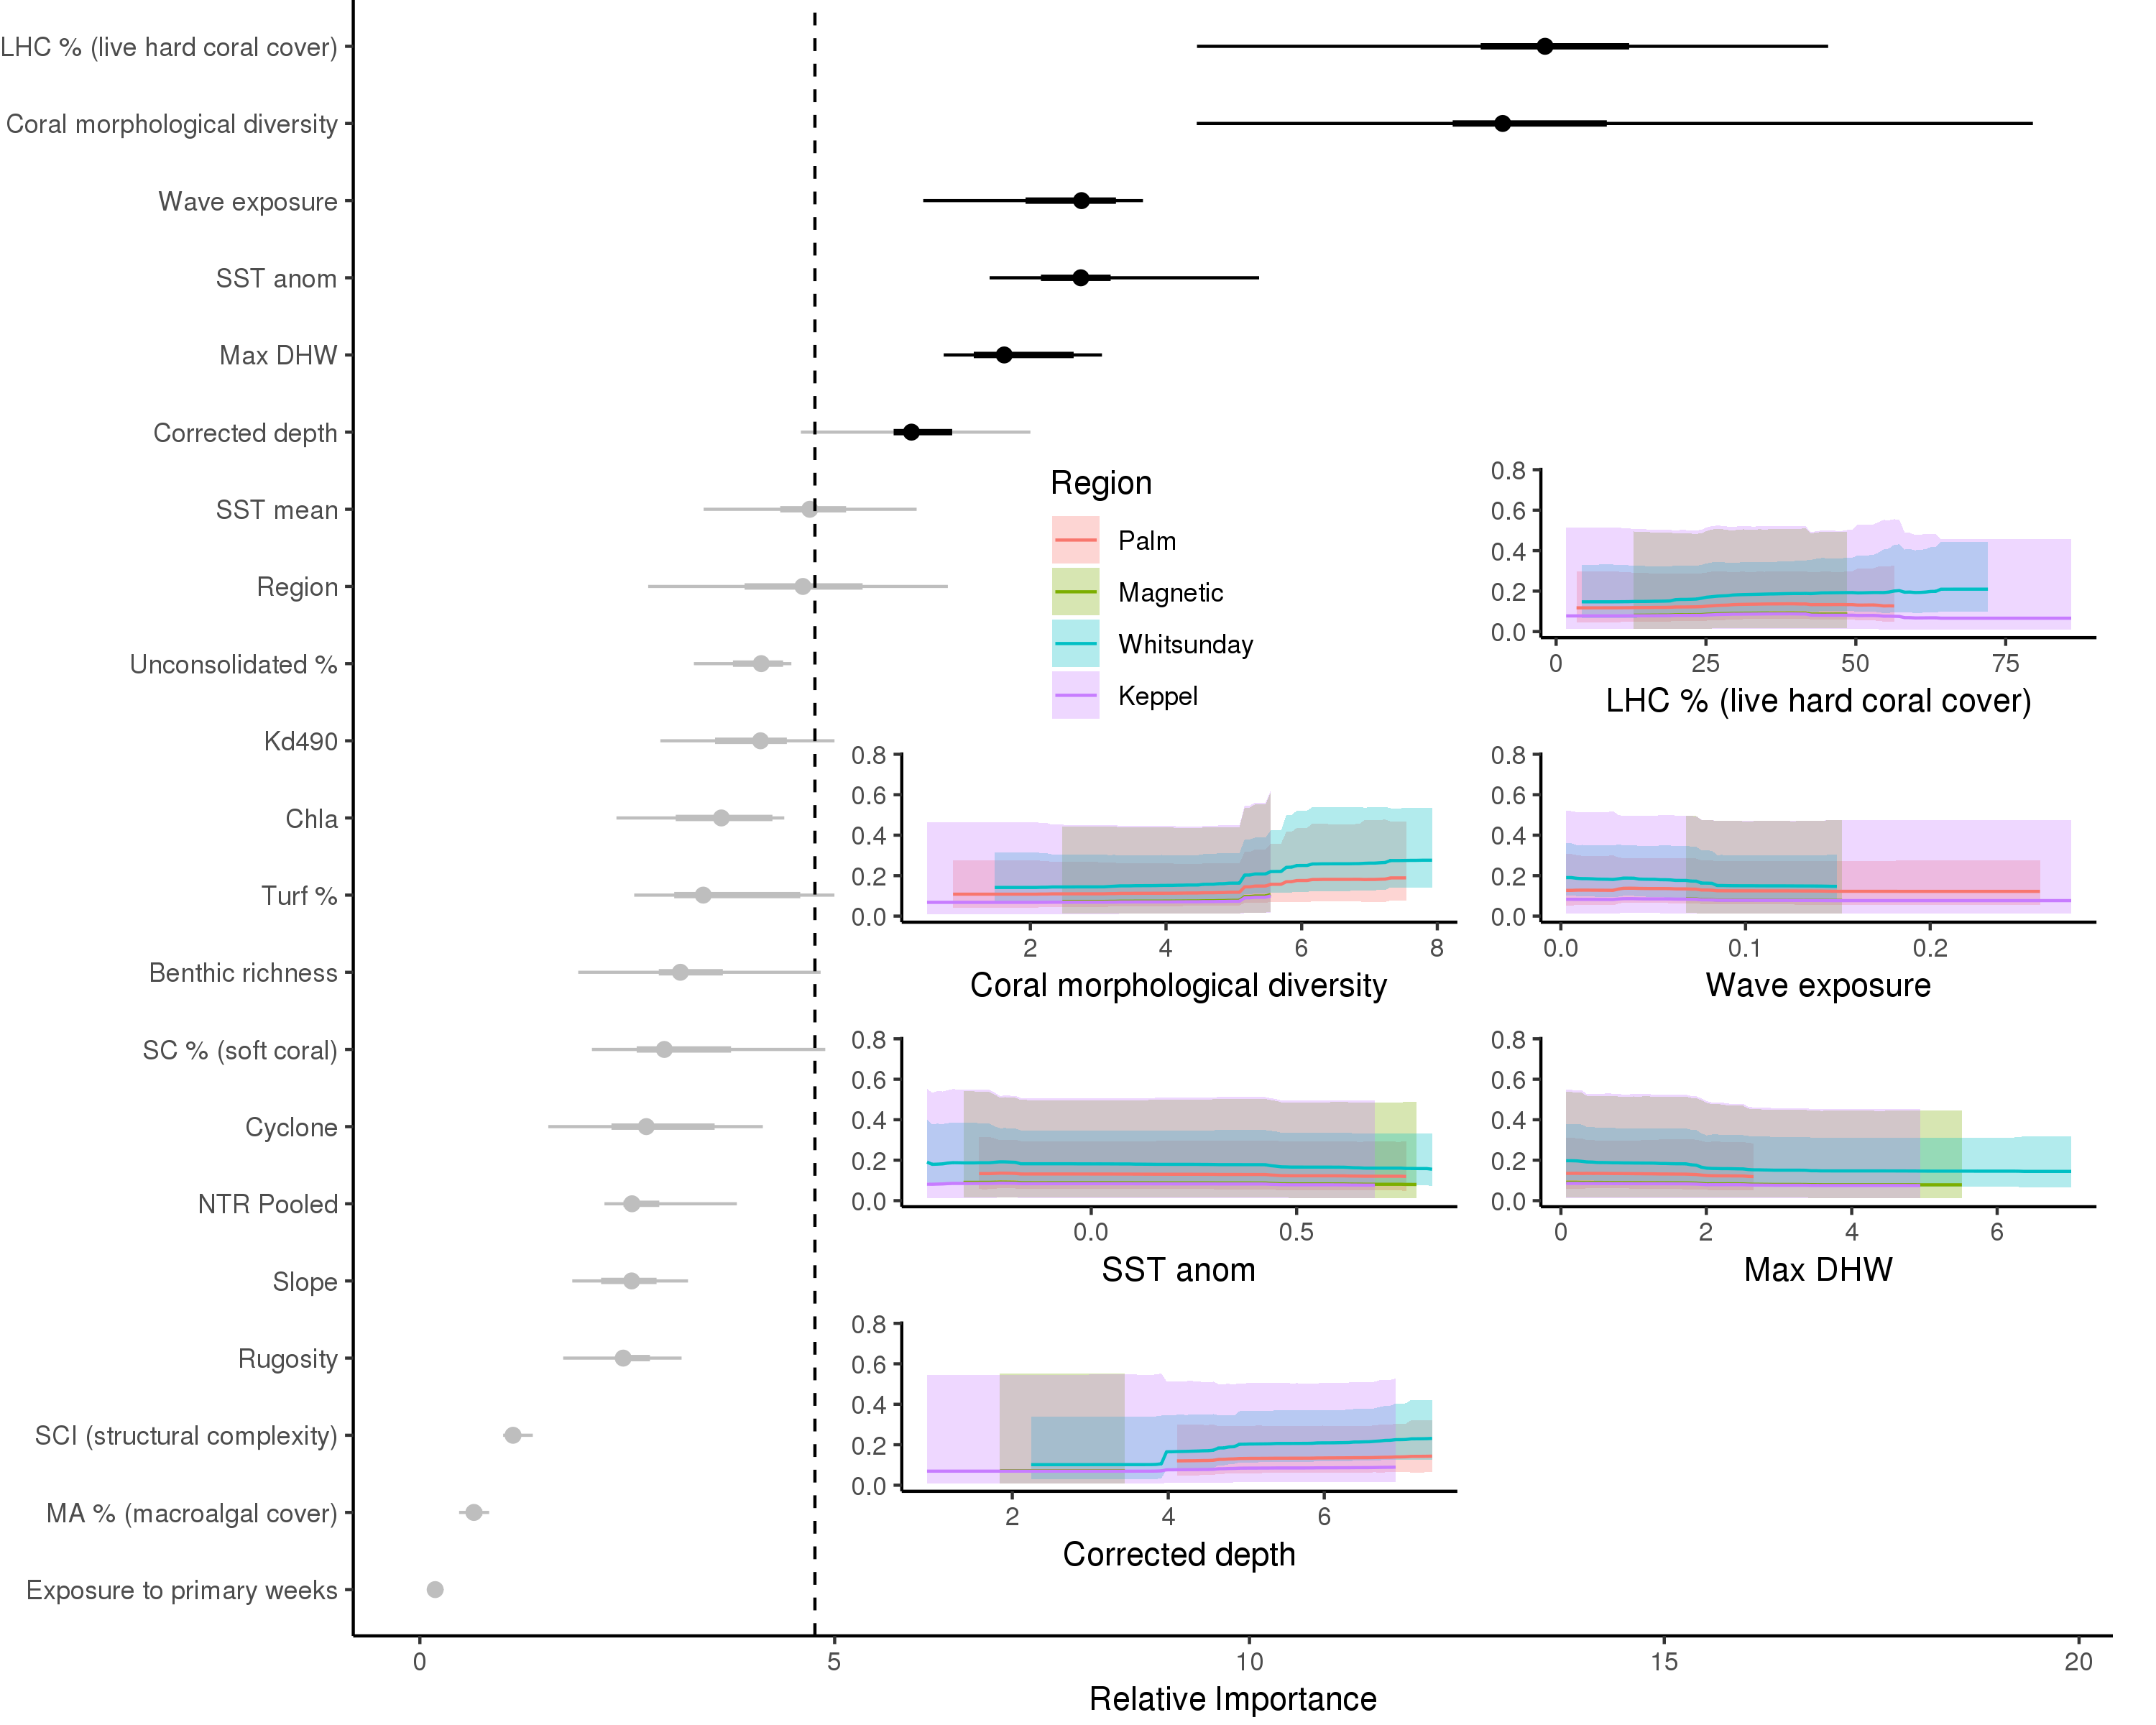 LHC % (live hard coral cover)
Coral morphological diversity
Wave exposure
SST anom
Max DHW
Corrected depth
SST mean
Region
Unconsolidated %
Kd490
Chla
Turf %
Benthic richness
SC % (soft coral)
Cyclone
NTR Pooled
Slope
Rugosity
SCI (structural complexity)
MA % (macroalgal cover)
Exposure to primary weeks
0 5 10 15 20
Relative Importance
Region
Palm
Magnetic
Whitsunday
Keppel
0.8
0.6
0.4
0.2
0.0
0 25 50 75
LHC % (live hard coral cover)
0.8
0.6
0.4
0.2
0.0
2 4 6 8
Coral morphological diversity
0.8
0.6
0.4
0.2
0.0
0.0 0.1 0.2
Wave exposure
0.8
0.6
0.4
0.2
0.0
0.0 0.5
SST anom
0.8
0.6
0.4
0.2
0.0
0 2 4 6
Max DHW
0.8
0.6
0.4
0.2
0.0
2 4 6
Corrected depth